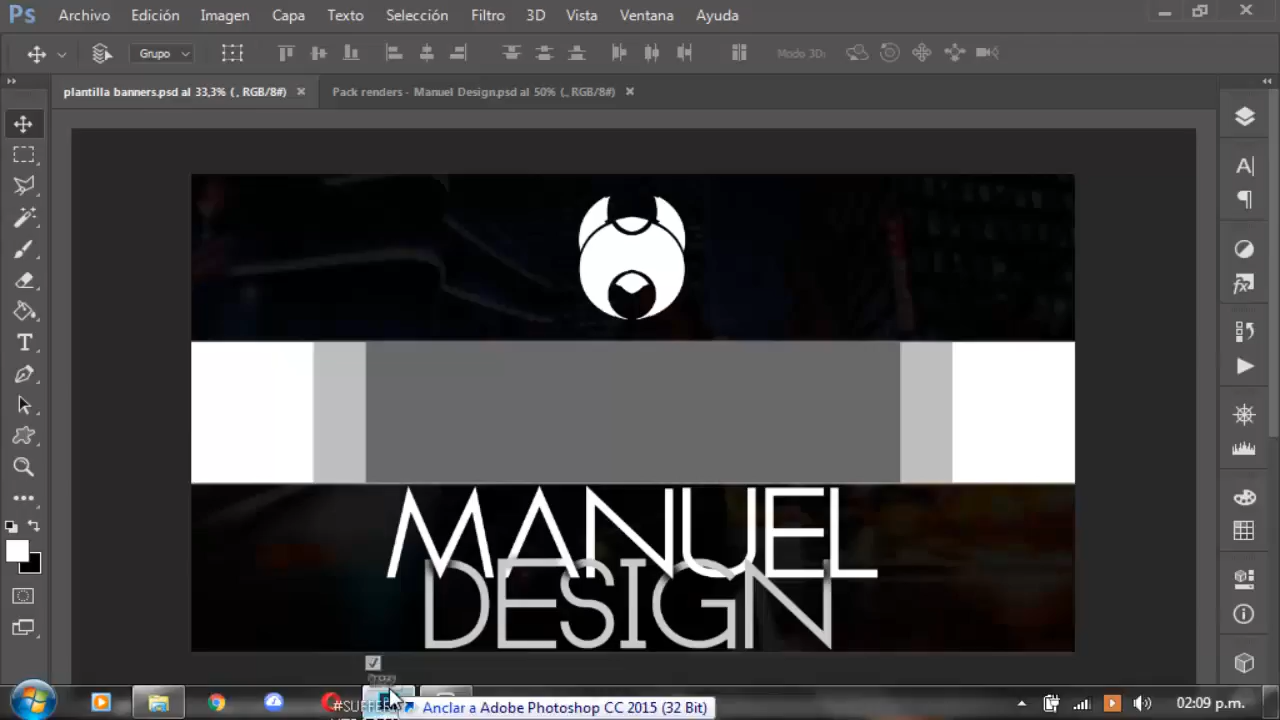 Ps Archivo Edición Imagen Capa Texto Selección Filtro 3D Vista Ventana Ayuda
Grupo Modo 3D:
plantilla banners.psd al 33,3% (, RGB/8#) × Pack renders - Manuel Design.psd al 50% (, RGB/8#) ×
MANUEL
DESIGN
#SUFFER
Anclar a Adobe Photoshop CC 2015 (32 Bit)
02:09 p.m.